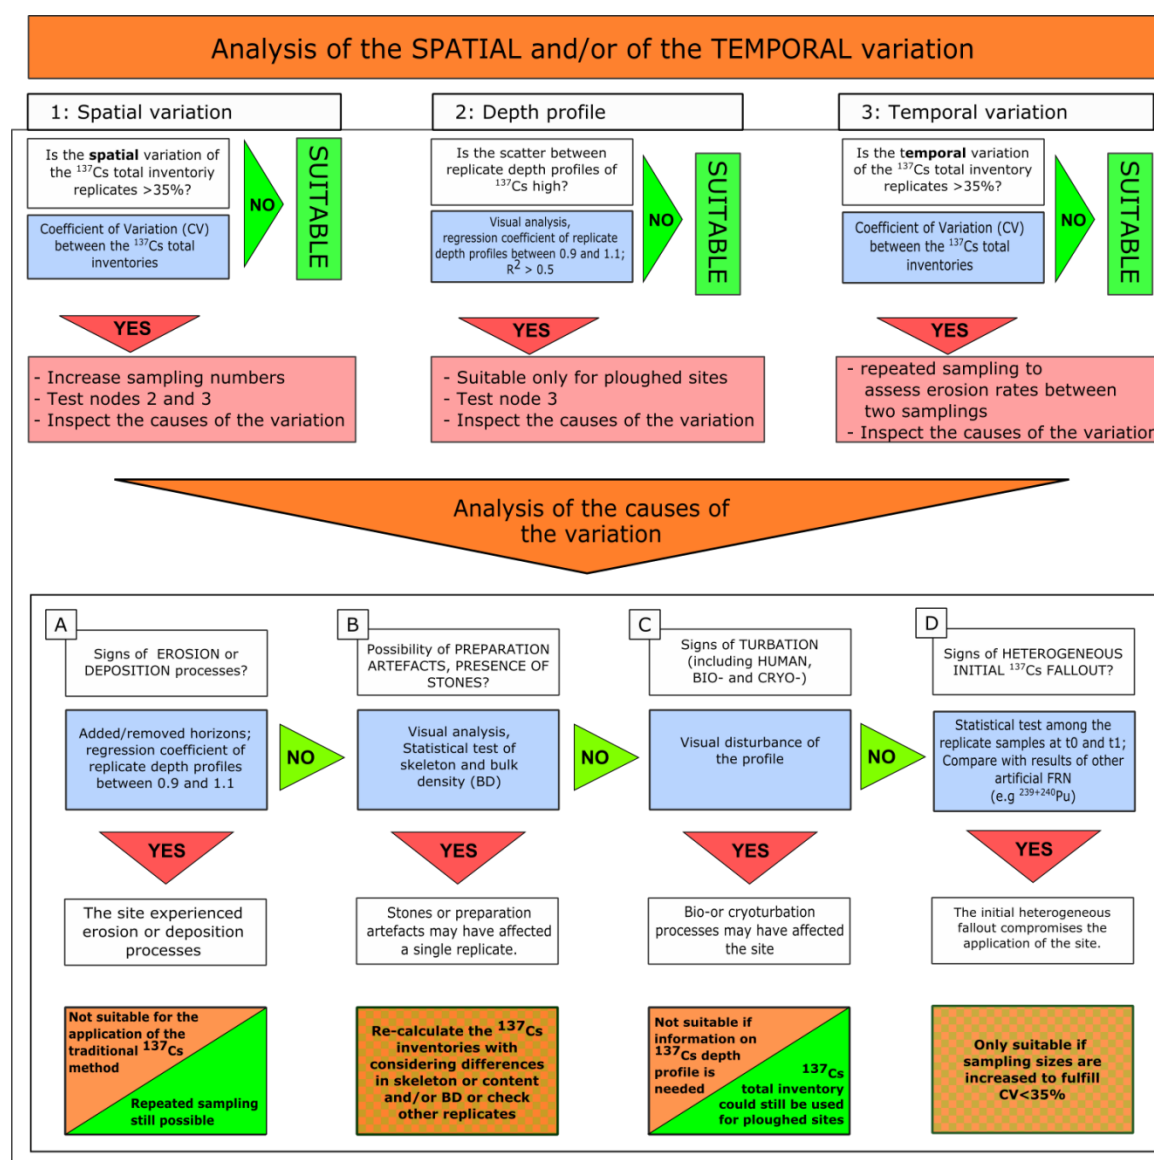 Analysis of the SPATIAL and/or of the TEMPORAL variation
1: Spatial variation
Is the spatial variation of
the ¹³⁷Cs total inventoriy
replicates >35%?
Coefficient of Variation (CV)
between the ¹³⁷Cs total
inventories
NO
SUITABLE
YES
- Increase sampling numbers
- Test nodes 2 and 3
- Inspect the causes of the variation
2: Depth profile
Is the scatter between
replicate depth profiles of
¹³⁷Cs high?
Visual analysis,
regression coefficient of replicate
depth profiles between 0.9 and 1.1;
R² > 0.5
NO
SUITABLE
YES
- Suitable only for ploughed sites
- Test node 3
- Inspect the causes of the variation
3: Temporal variation
Is the temporal variation
of the ¹³⁷Cs total inventory
replicates >35%?
Coefficient of Variation (CV)
between the ¹³⁷Cs total
inventories
NO
SUITABLE
YES
- repeated sampling to
assess erosion rates between
two samplings
- Inspect the causes of the variation
Analysis of the causes of
the variation
A
Signs of EROSION or
DEPOSITION processes?
Added/removed horizons;
regression coefficient of
replicate depth profiles
between 0.9 and 1.1
NO
YES
The site experienced
erosion or deposition
processes
Not suitable for the
application of the
traditional ¹³⁷Cs
method
Repeated sampling
still possible
B
Possibility of PREPARATION
ARTEFACTS, PRESENCE OF
STONES?
Visual analysis,
Statistical test of
skeleton and bulk
density (BD)
NO
YES
Stones or preparation
artefacts may have affected
a single replicate.
Re-calculate the ¹³⁷Cs
inventories with
considering differences
in skeleton or content
and/or BD or check
other replicates
C
Signs of TURBATION
(including HUMAN,
BIO- and CRYO-)
Visual disturbance of
the profile
NO
YES
Bio-or cryoturbation
processes may have affected
the site
Not suitable if
information on
¹³⁷Cs depth
profile is
needed
¹³⁷Cs
total inventory
could still be used
for ploughed sites
D
Signs of HETEROGENEOUS
INITIAL ¹³⁷Cs FALLOUT?
Statistical test among the
replicate samples at t0 and t1;
Compare with results of other
artificial FRN
(e.g ²³⁹⁺²⁴⁰Pu)
YES
The initial heterogeneous
fallout compromises the
application of the site.
Only suitable if
sampling sizes are
increased to fulfill
CV<35%